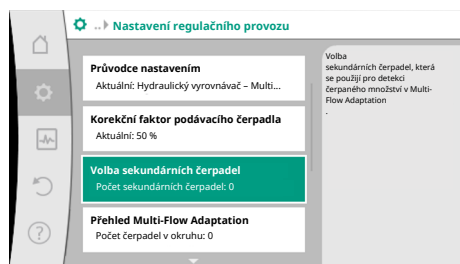 ..▶ Nastavení regulačního provozu
Průvodce nastavením
Aktuální: Hydraulický vyrovnávač – Multi...
Korekční faktor podávacího čerpadla
Aktuální: 50 %
Volba sekundárních čerpadel
Počet sekundárních čerpadel: 0
Přehled Multi-Flow Adaptation
Počet čerpadel v okruhu: 0
Volba
sekundárních čerpadel, která
se použijí pro detekci
čerpaného množství v Multi-
Flow Adaptation
.